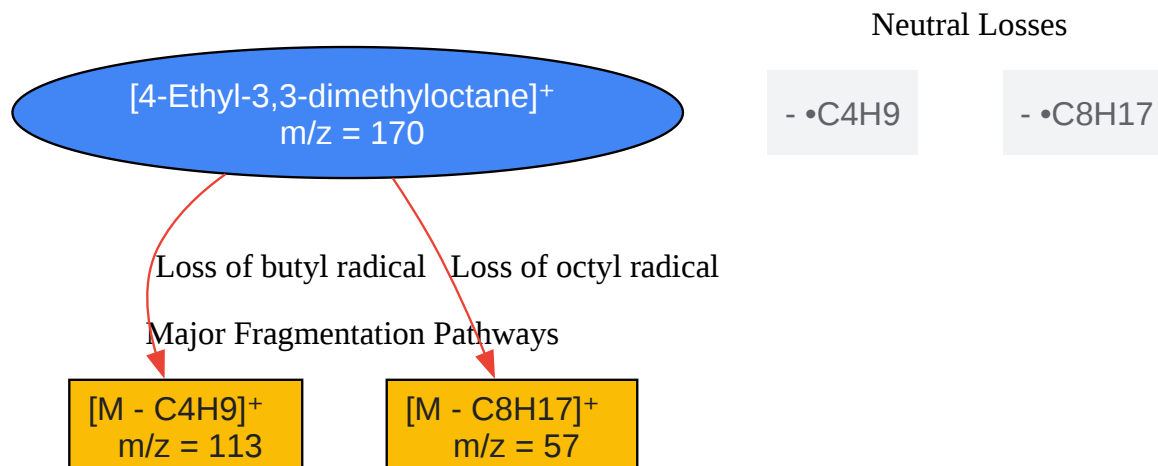 Neutral Losses
[4-Ethyl-3,3-dimethyloctane]⁺
m/z = 170
- •C4H9
- •C8H17
Loss of butyl radical
Loss of octyl radical
Major Fragmentation Pathways
[M - C4H9]⁺
m/z = 113
[M - C8H17]⁺
m/z = 57